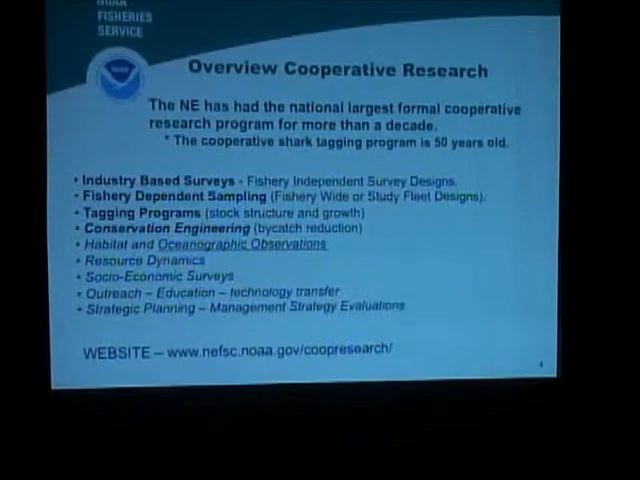 NOAA
FISHERIES
SERVICE
Overview Cooperative Research
The NE has had the national largest formal cooperative
research program for more than a decade.
* The cooperative shark tagging program is 50 years old.
• Industry Based Surveys - Fishery Independent Survey Designs.
• Fishery Dependent Sampling (Fishery Wide or Study Fleet Designs).
• Tagging Programs (stock structure and growth)
• Conservation Engineering (bycatch reduction)
• Habitat and Oceanographic Observations
• Resource Dynamics
• Socio-Economic Surveys
• Outreach – Education – technology transfer
• Strategic Planning – Management Strategy Evaluations
WEBSITE – www.nefsc.noaa.gov/coopresearch/
4